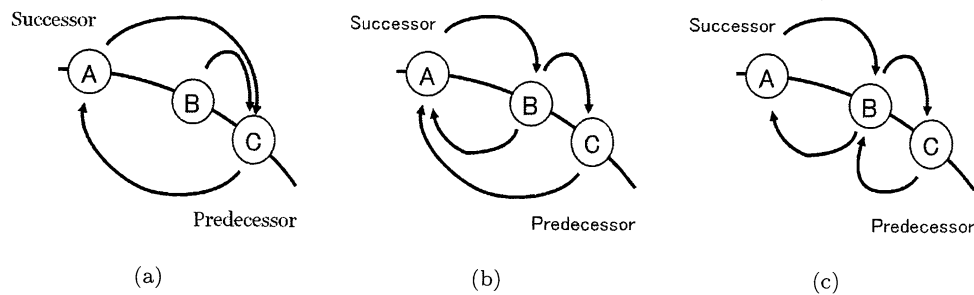 Successor
A
B
C
Predecessor
(a)
Successor
A
B
C
Predecessor
(b)
Successor
A
B
C
Predecessor
(c)